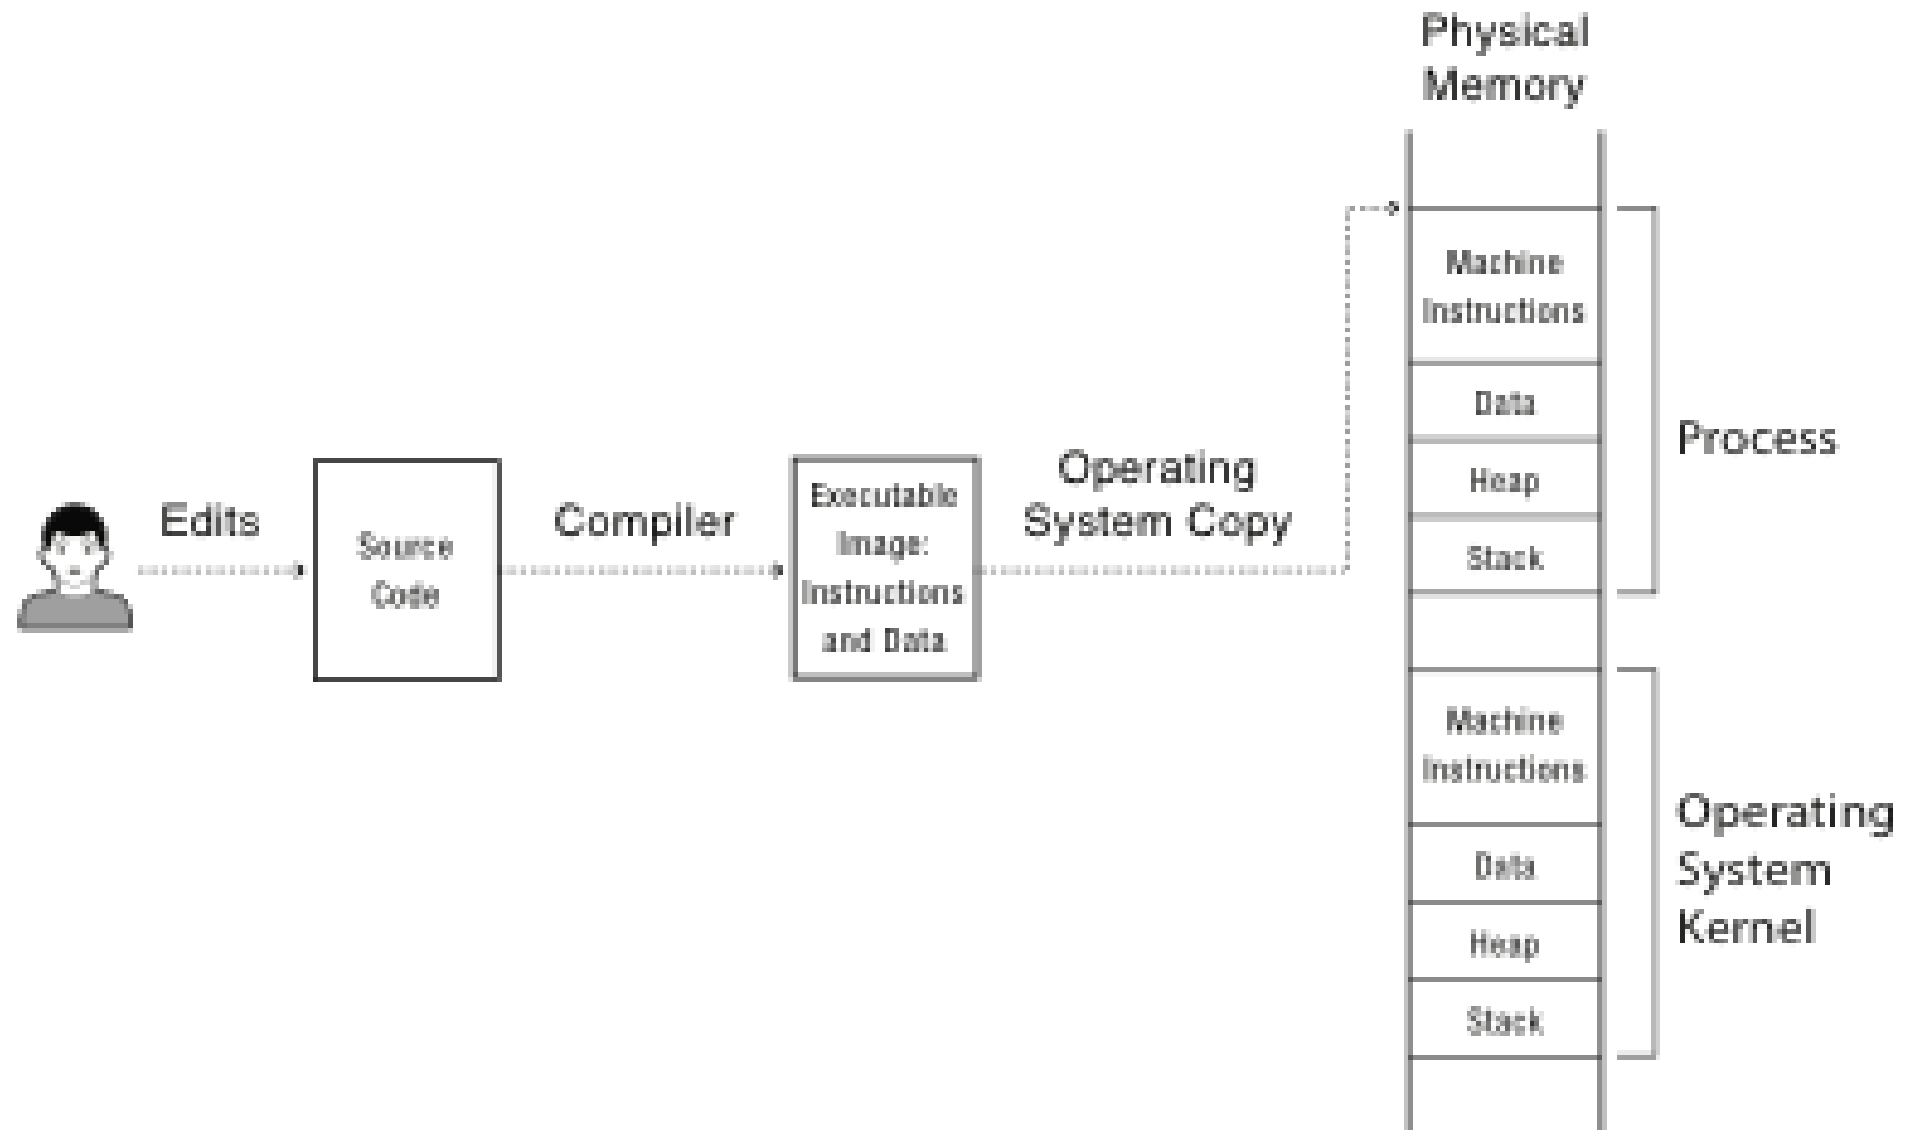 Physical
Memory
Edits
Source
Code
Compiler
Executable
Image:
Instructions
and Data
Operating
System Copy
Machine
Instructions
Data
Heap
Stack
Process
Machine
Instructions
Data
Heap
Stack
Operating
System
Kernel